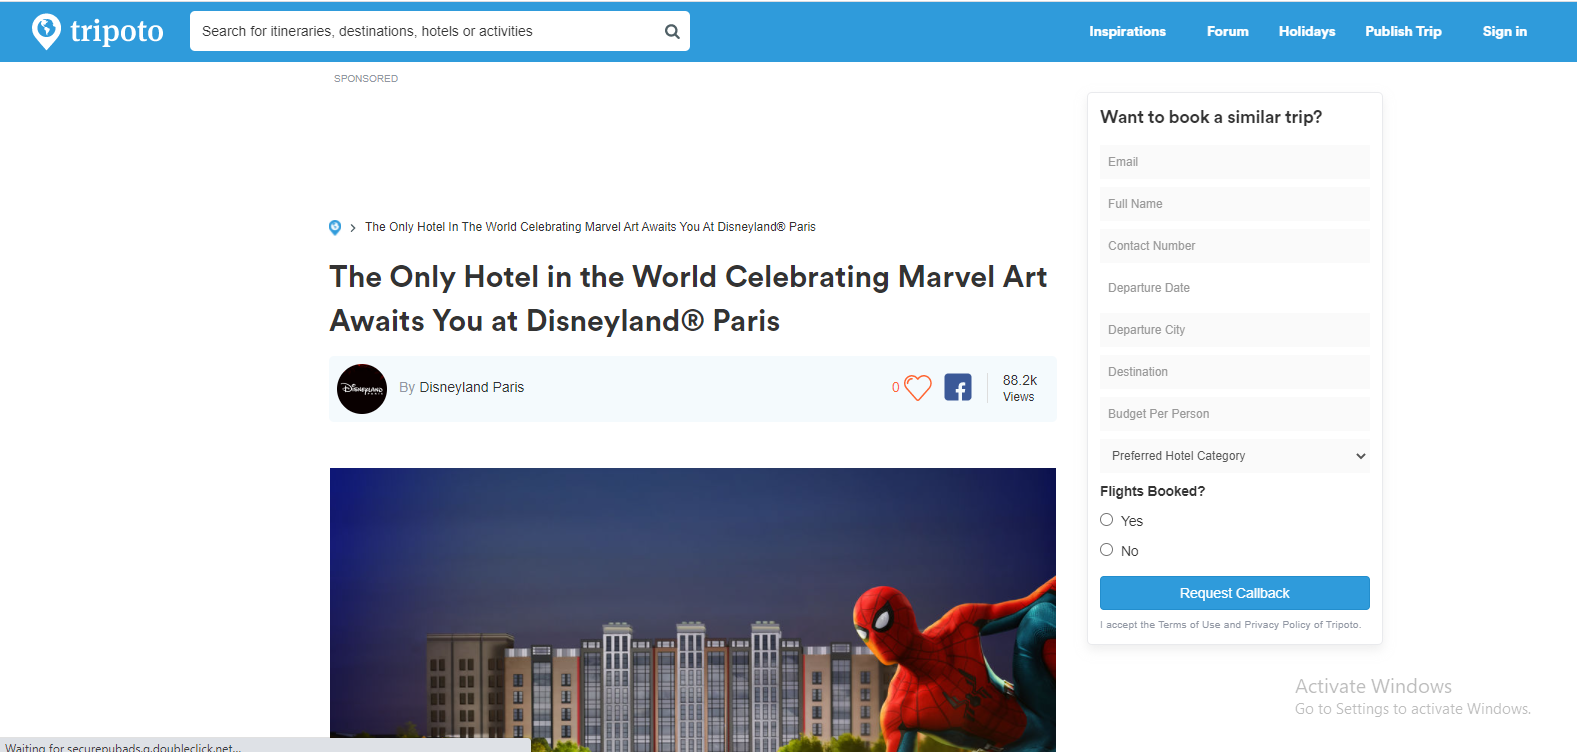 tripoto
Search for itineraries, destinations, hotels or activities
Inspirations
Forum
Holidays
Publish Trip
Sign in
SPONSORED
The Only Hotel In The World Celebrating Marvel Art Awaits You At Disneyland® Paris
The Only Hotel in the World Celebrating Marvel Art
Awaits You at Disneyland® Paris
DISNEYLAND
PARIS
By Disneyland Paris
0
88.2k
Views
Want to book a similar trip?
Email
Full Name
Contact Number
Departure Date
Departure City
Destination
Budget Per Person
Preferred Hotel Category
Flights Booked?
Yes
No
Request Callback
I accept the Terms of Use and Privacy Policy of Tripoto.
Activate Windows
Go to Settings to activate Windows.
Waiting for securepubads.g.doubleclick.net...